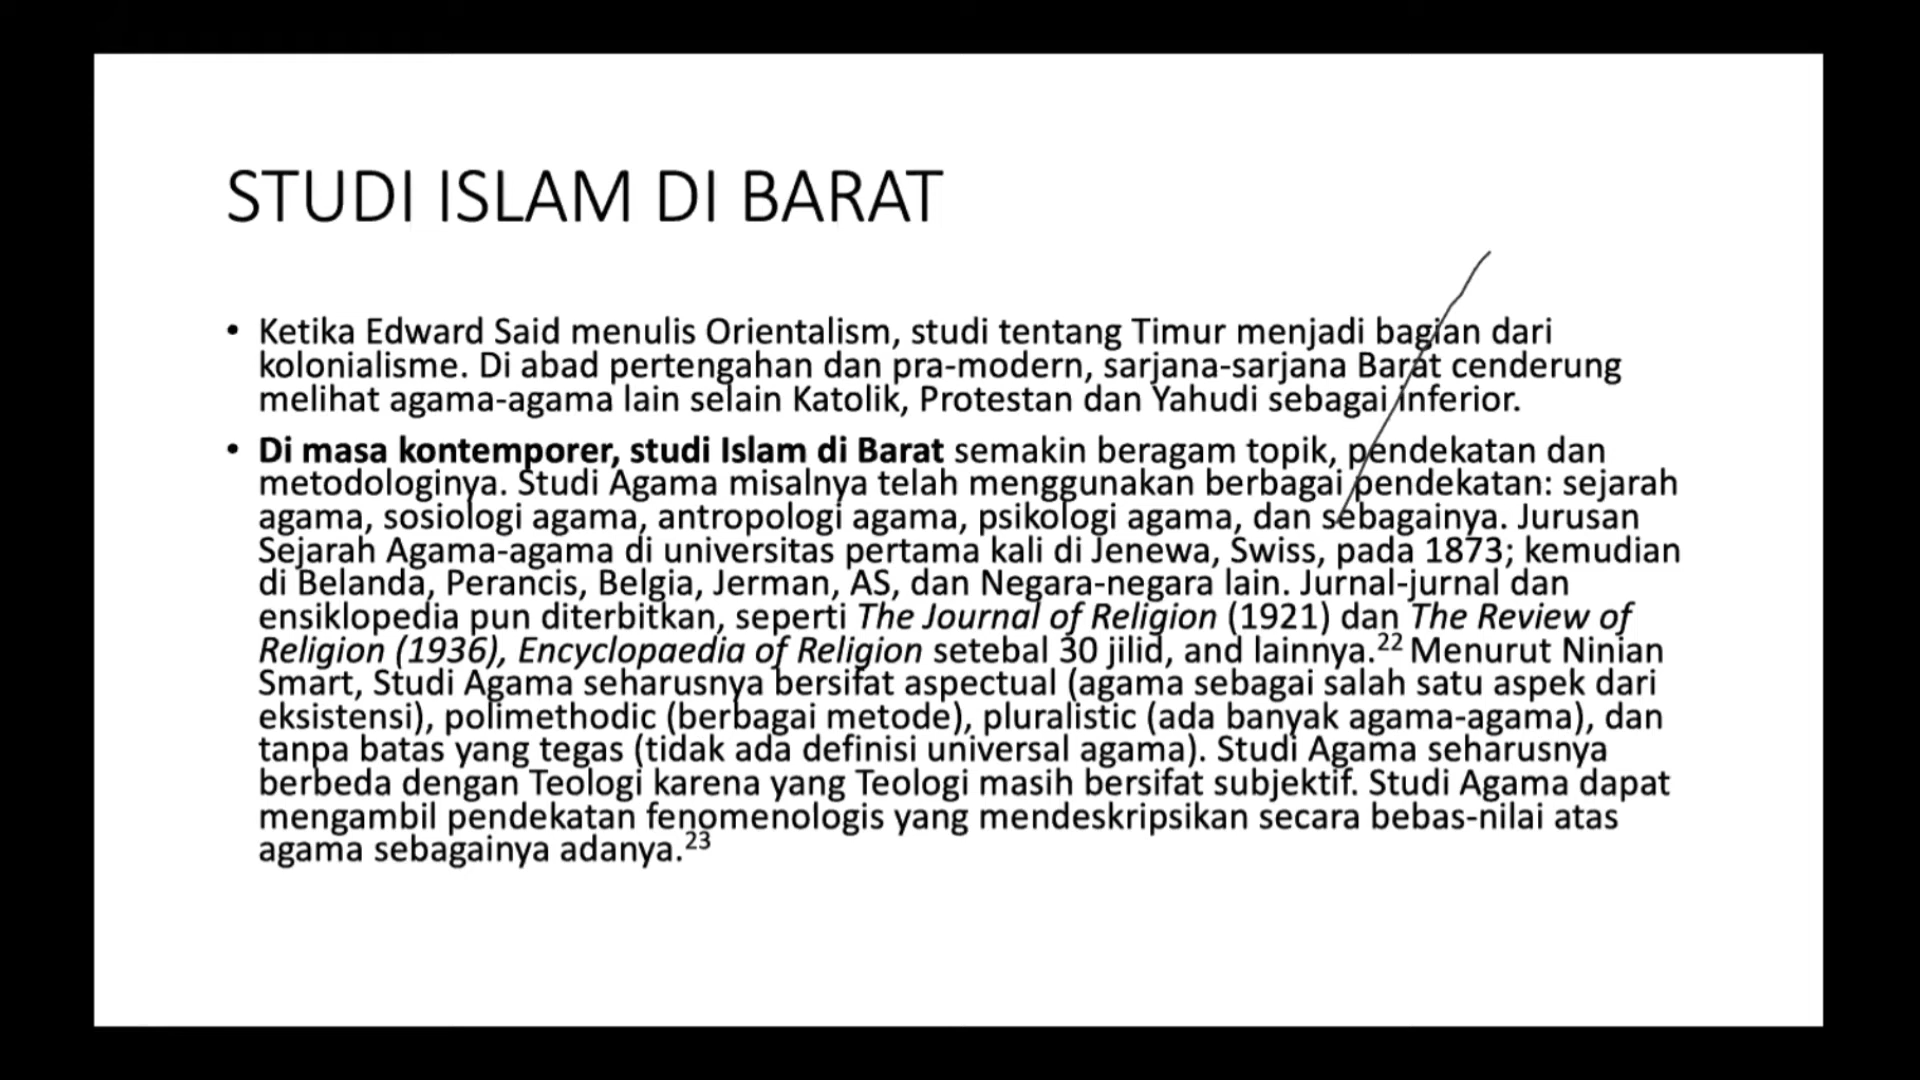 STUDI ISLAM DI BARAT
• Ketika Edward Said menulis Orientalism, studi tentang Timur menjadi bagian dari
kolonialisme. Di abad pertengahan dan pra-modern, sarjana-sarjana Barat cenderung
melihat agama-agama lain selain Katolik, Protestan dan Yahudi sebagai inferior.
• Di masa kontemporer, studi Islam di Barat semakin beragam topik, pendekatan dan
metodologinya. Studi Agama misalnya telah menggunakan berbagai pendekatan: sejarah
agama, sosiologi agama, antropologi agama, psikologi agama, dan sebagainya. Jurusan
Sejarah Agama-agama di universitas pertama kali di Jenewa, Swiss, pada 1873; kemudian
di Belanda, Perancis, Belgia, Jerman, AS, dan Negara-negara lain. Jurnal-jurnal dan
ensiklopedia pun diterbitkan, seperti The Journal of Religion (1921) dan The Review of
Religion (1936), Encyclopaedia of Religion setebal 30 jilid, and lainnya.22 Menurut Ninian
Smart, Studi Agama seharusnya bersifat aspectual (agama sebagai salah satu aspek dari
eksistensi), polimethodic (berbagai metode), pluralistic (ada banyak agama-agama), dan
tanpa batas yang tegas (tidak ada definisi universal agama). Studi Agama seharusnya
berbeda dengan Teologi karena yang Teologi masih bersifat subjektif. Studi Agama dapat
mengambil pendekatan fenomenologis yang mendeskripsikan secara bebas-nilai atas
agama sebagainya adanya.23